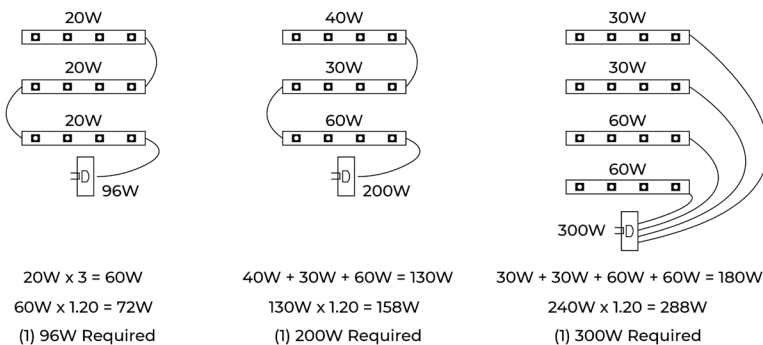 20W
20W
20W
96W
20W x 3 = 60W
60W x 1.20 = 72W
(1) 96W Required
40W
30W
60W
200W
40W + 30W + 60W = 130W
130W x 1.20 = 158W
(1) 200W Required
30W
30W
60W
60W
300W
30W + 30W + 60W + 60W = 180W
240W x 1.20 = 288W
(1) 300W Required